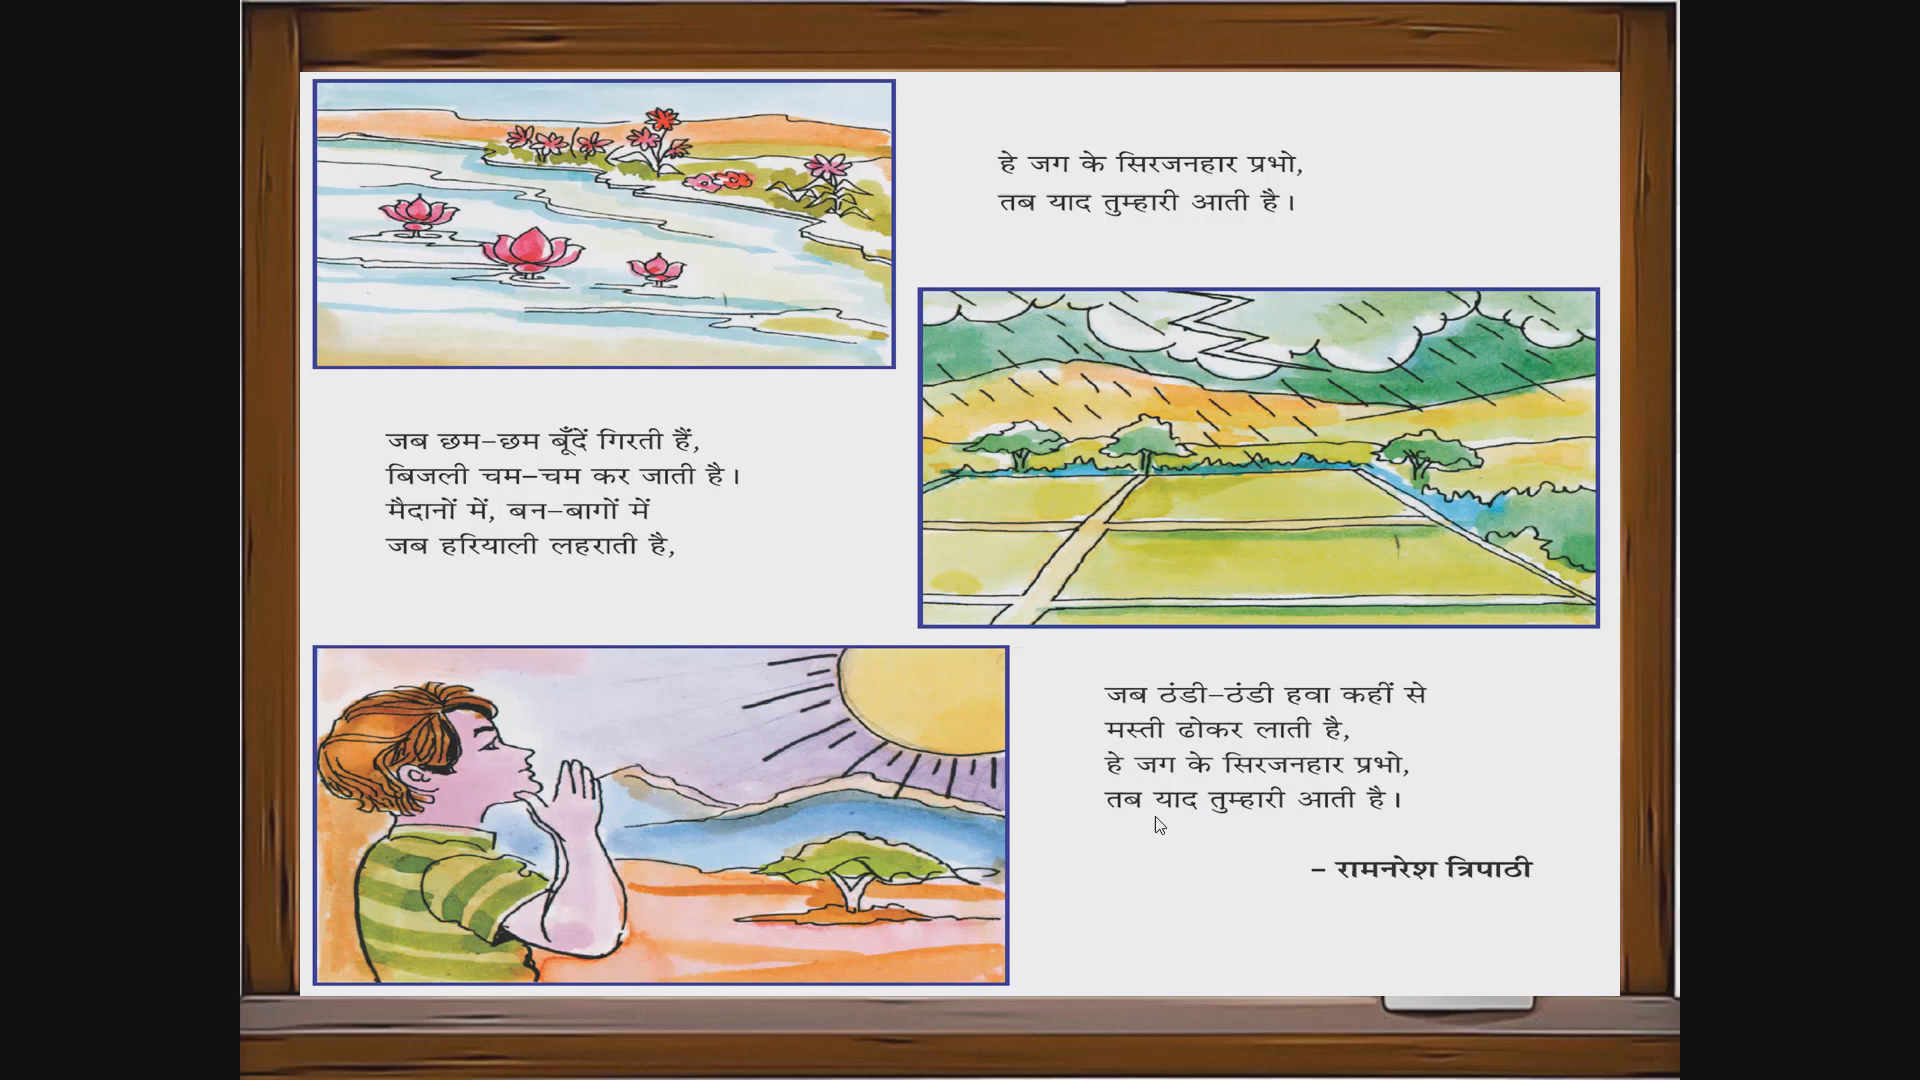 हे जग के सिरजनहार प्रभो,
तब याद तुम्हारी आती है।
जब छम–छम बूँदें गिरती हैं,
बिजली चम–चम कर जाती है।
मैदानों में, बन–बागों में
जब हरियाली लहराती है,
जब ठंडी–ठंडी हवा कहीं से
मस्ती ढोकर लाती है,
हे जग के सिरजनहार प्रभो,
तब याद तुम्हारी आती है।
– रामनरेश त्रिपाठी